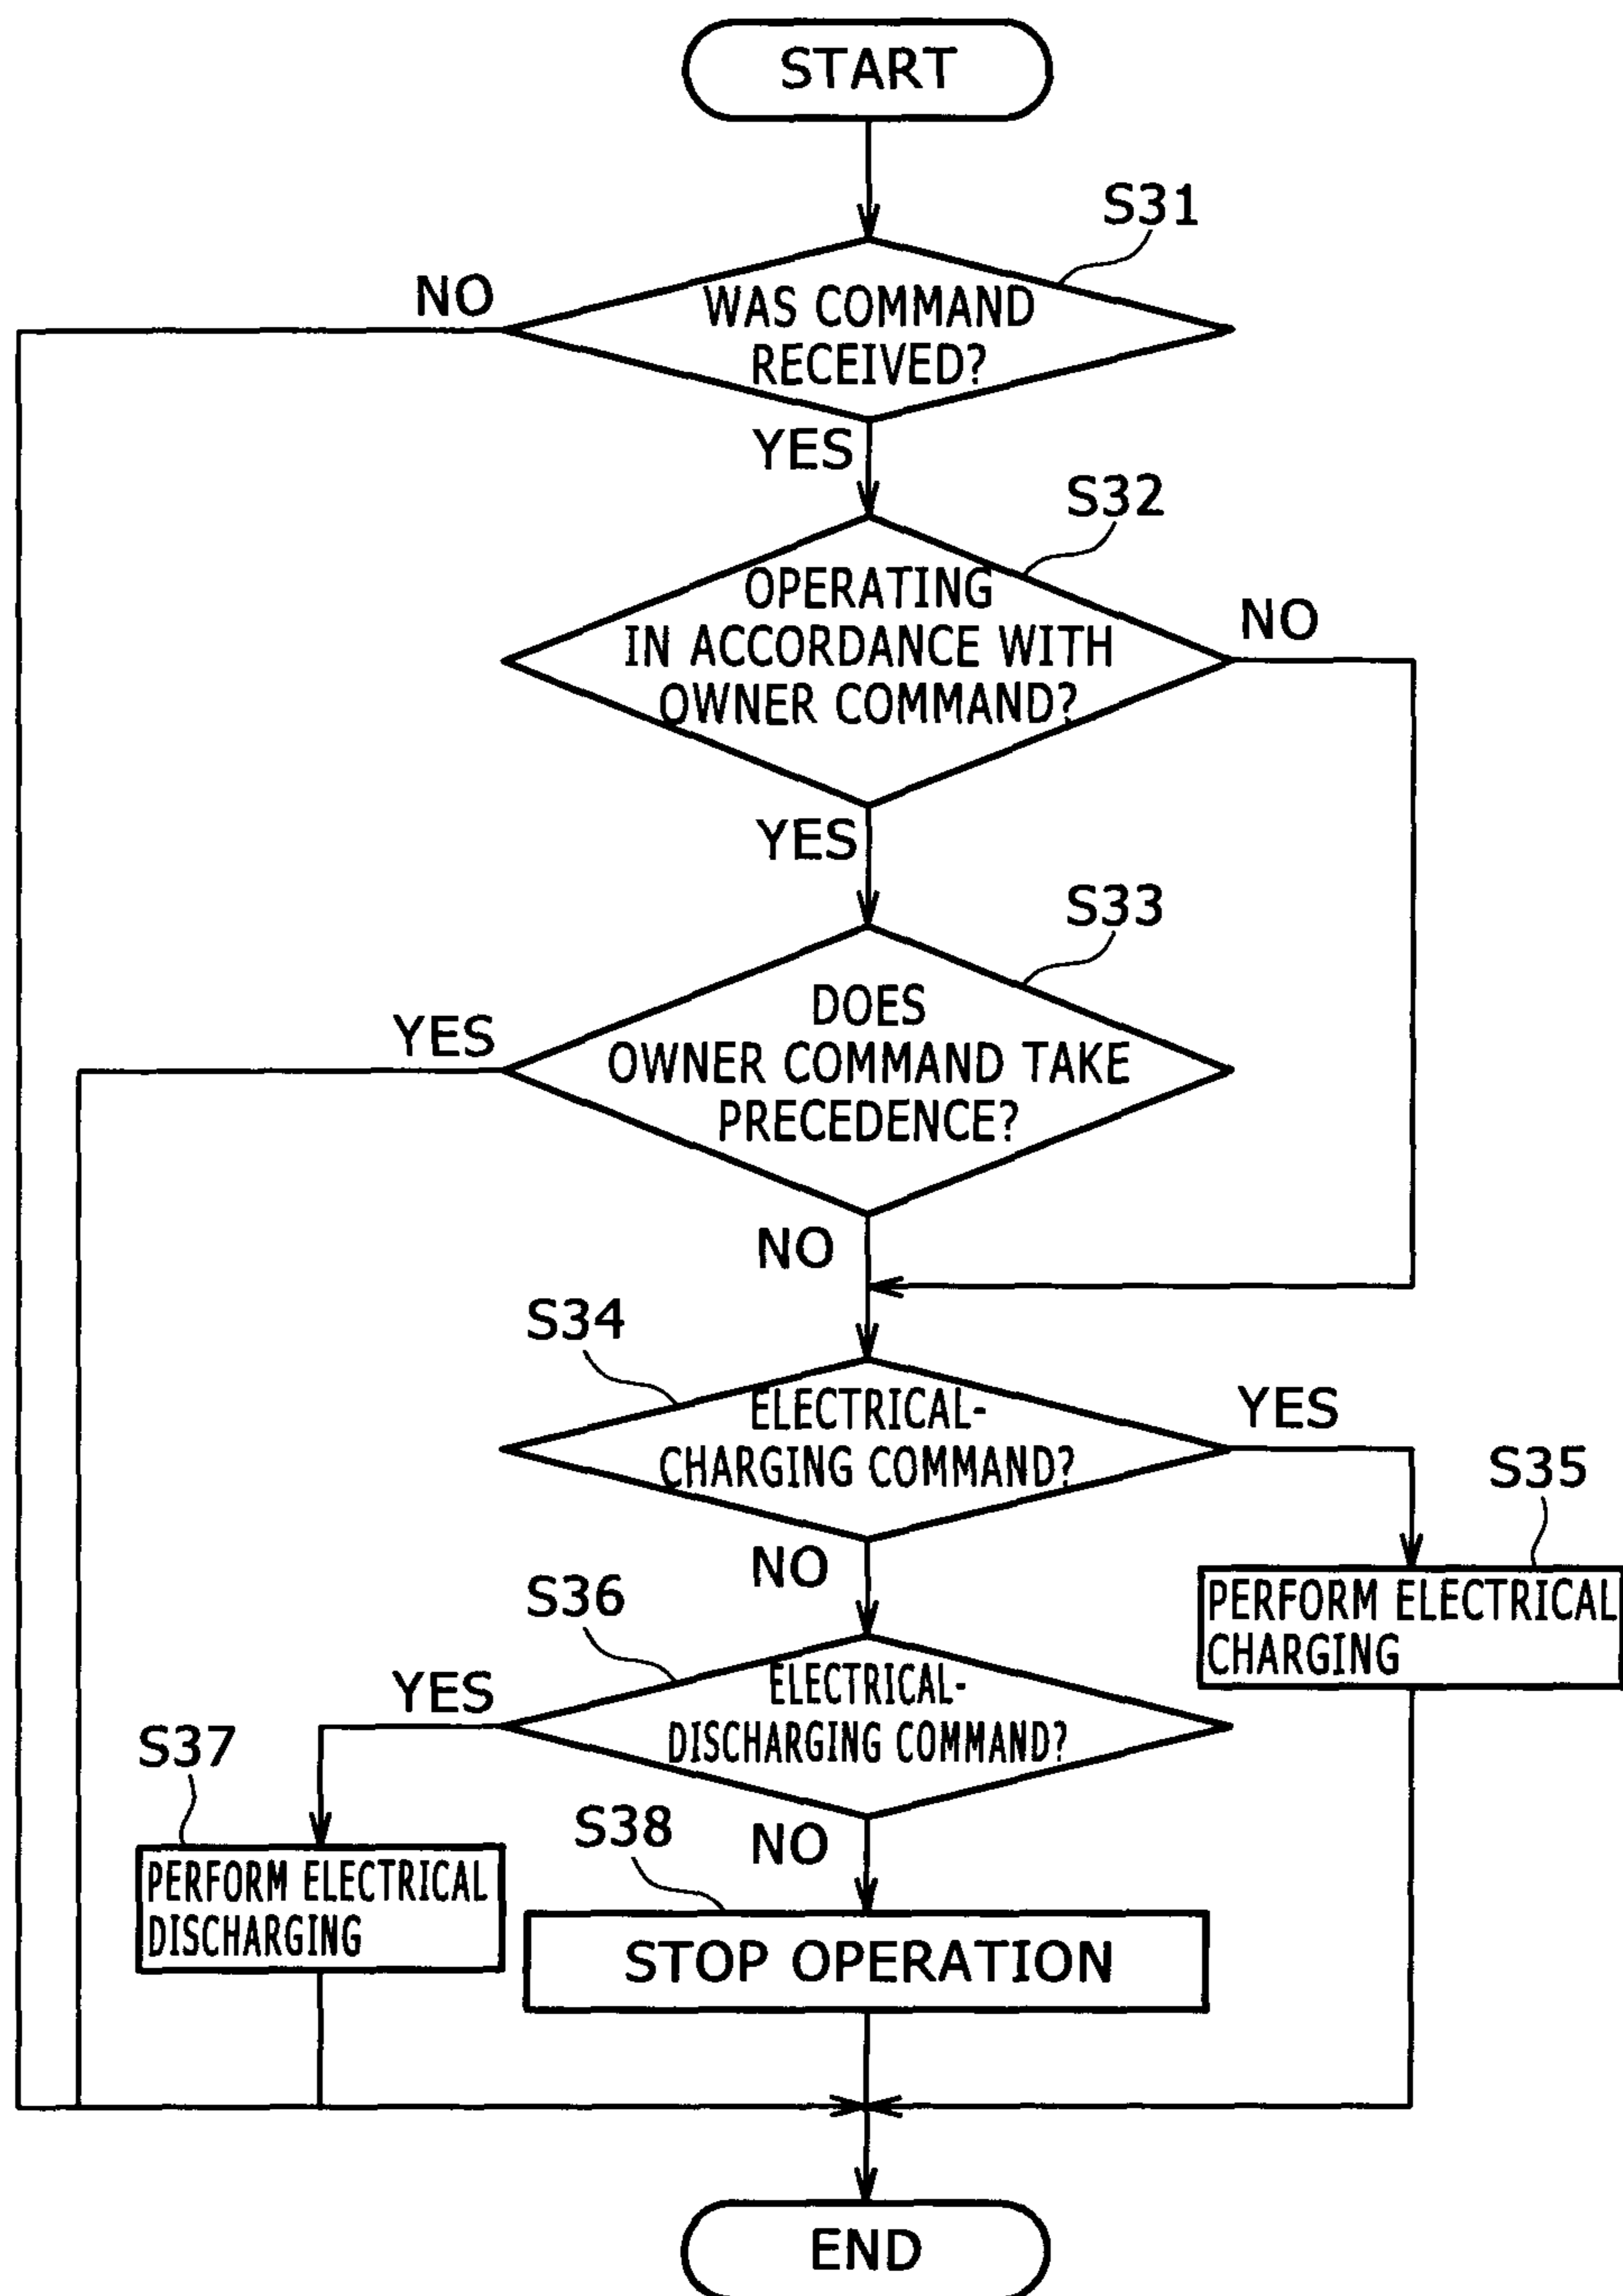 START
S31
NO
WAS COMMAND
RECEIVED?
YES
S32
OPERATING
IN ACCORDANCE WITH
OWNER COMMAND?
NO
YES
S33
DOES
OWNER COMMAND TAKE
PRECEDENCE?
YES
NO
S34
ELECTRICAL-
CHARGING COMMAND?
YES
S35
PERFORM ELECTRICAL
CHARGING
NO
S36
ELECTRICAL-
DISCHARGING COMMAND?
YES
S37
PERFORM ELECTRICAL
DISCHARGING
NO
S38
STOP OPERATION
END